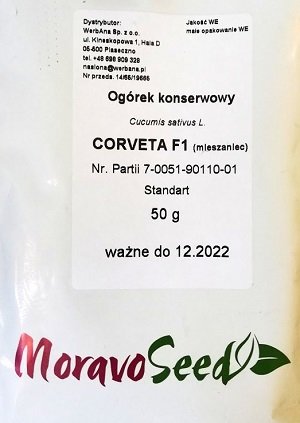 Dystrybutor:
WerbAna Sp. z o.o.
ul. Kineskopowa 1, Hala D
05-500 Piaseczno
tel. +48 698 909 328
nasiona@werbana.pl
Nr przeds. 14/65/19665
Jakość WE
małe opakowanie WE
Ogórek konserwowy
Cucumis sativus L.
CORVETA F1 (mieszaniec)
Nr. Partii 7-0051-90110-01
Standart
50 g
ważne do 12.2022
MoravoSeed